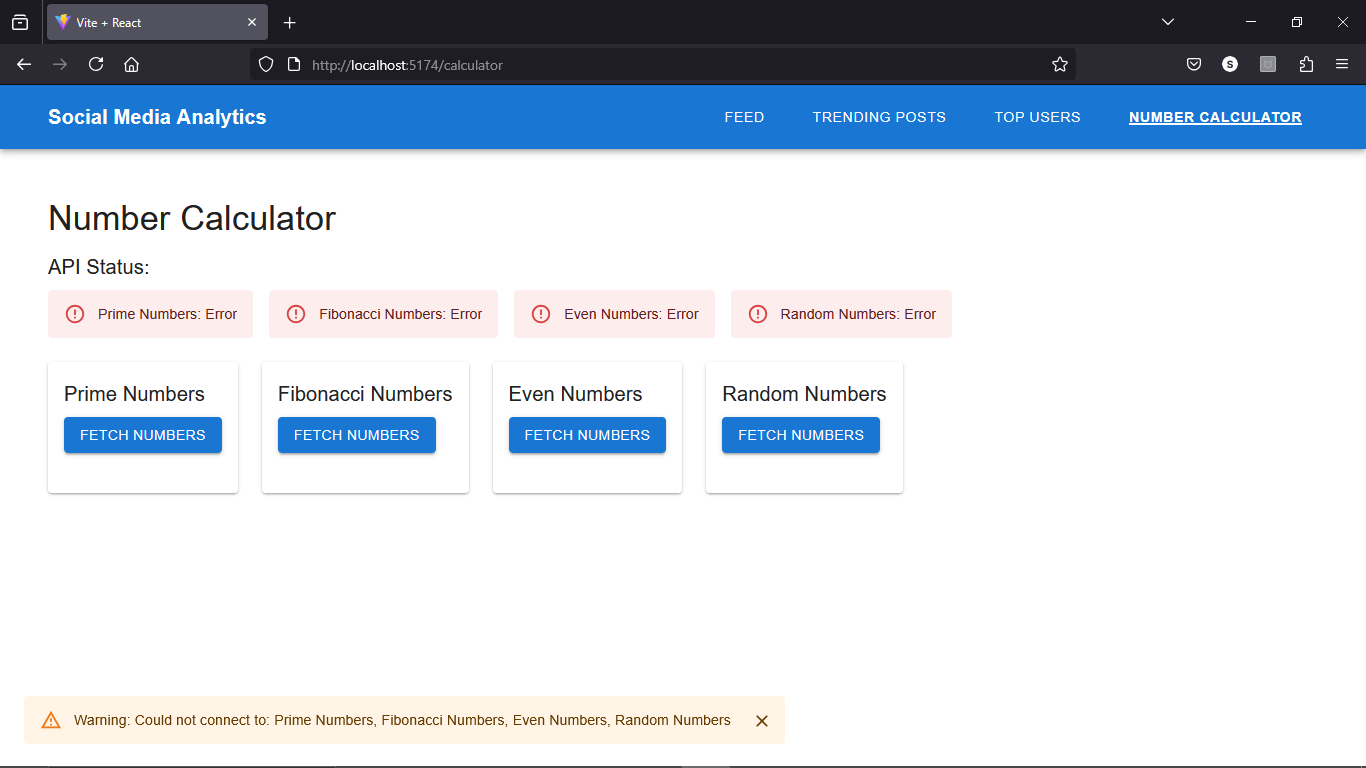 Vite + React
http://localhost:5174/calculator
S
Social Media Analytics
FEED
TRENDING POSTS
TOP USERS
NUMBER CALCULATOR
Number Calculator
API Status:
Prime Numbers: Error
Fibonacci Numbers: Error
Even Numbers: Error
Random Numbers: Error
Prime Numbers
FETCH NUMBERS
Fibonacci Numbers
FETCH NUMBERS
Even Numbers
FETCH NUMBERS
Random Numbers
FETCH NUMBERS
Warning: Could not connect to: Prime Numbers, Fibonacci Numbers, Even Numbers, Random Numbers